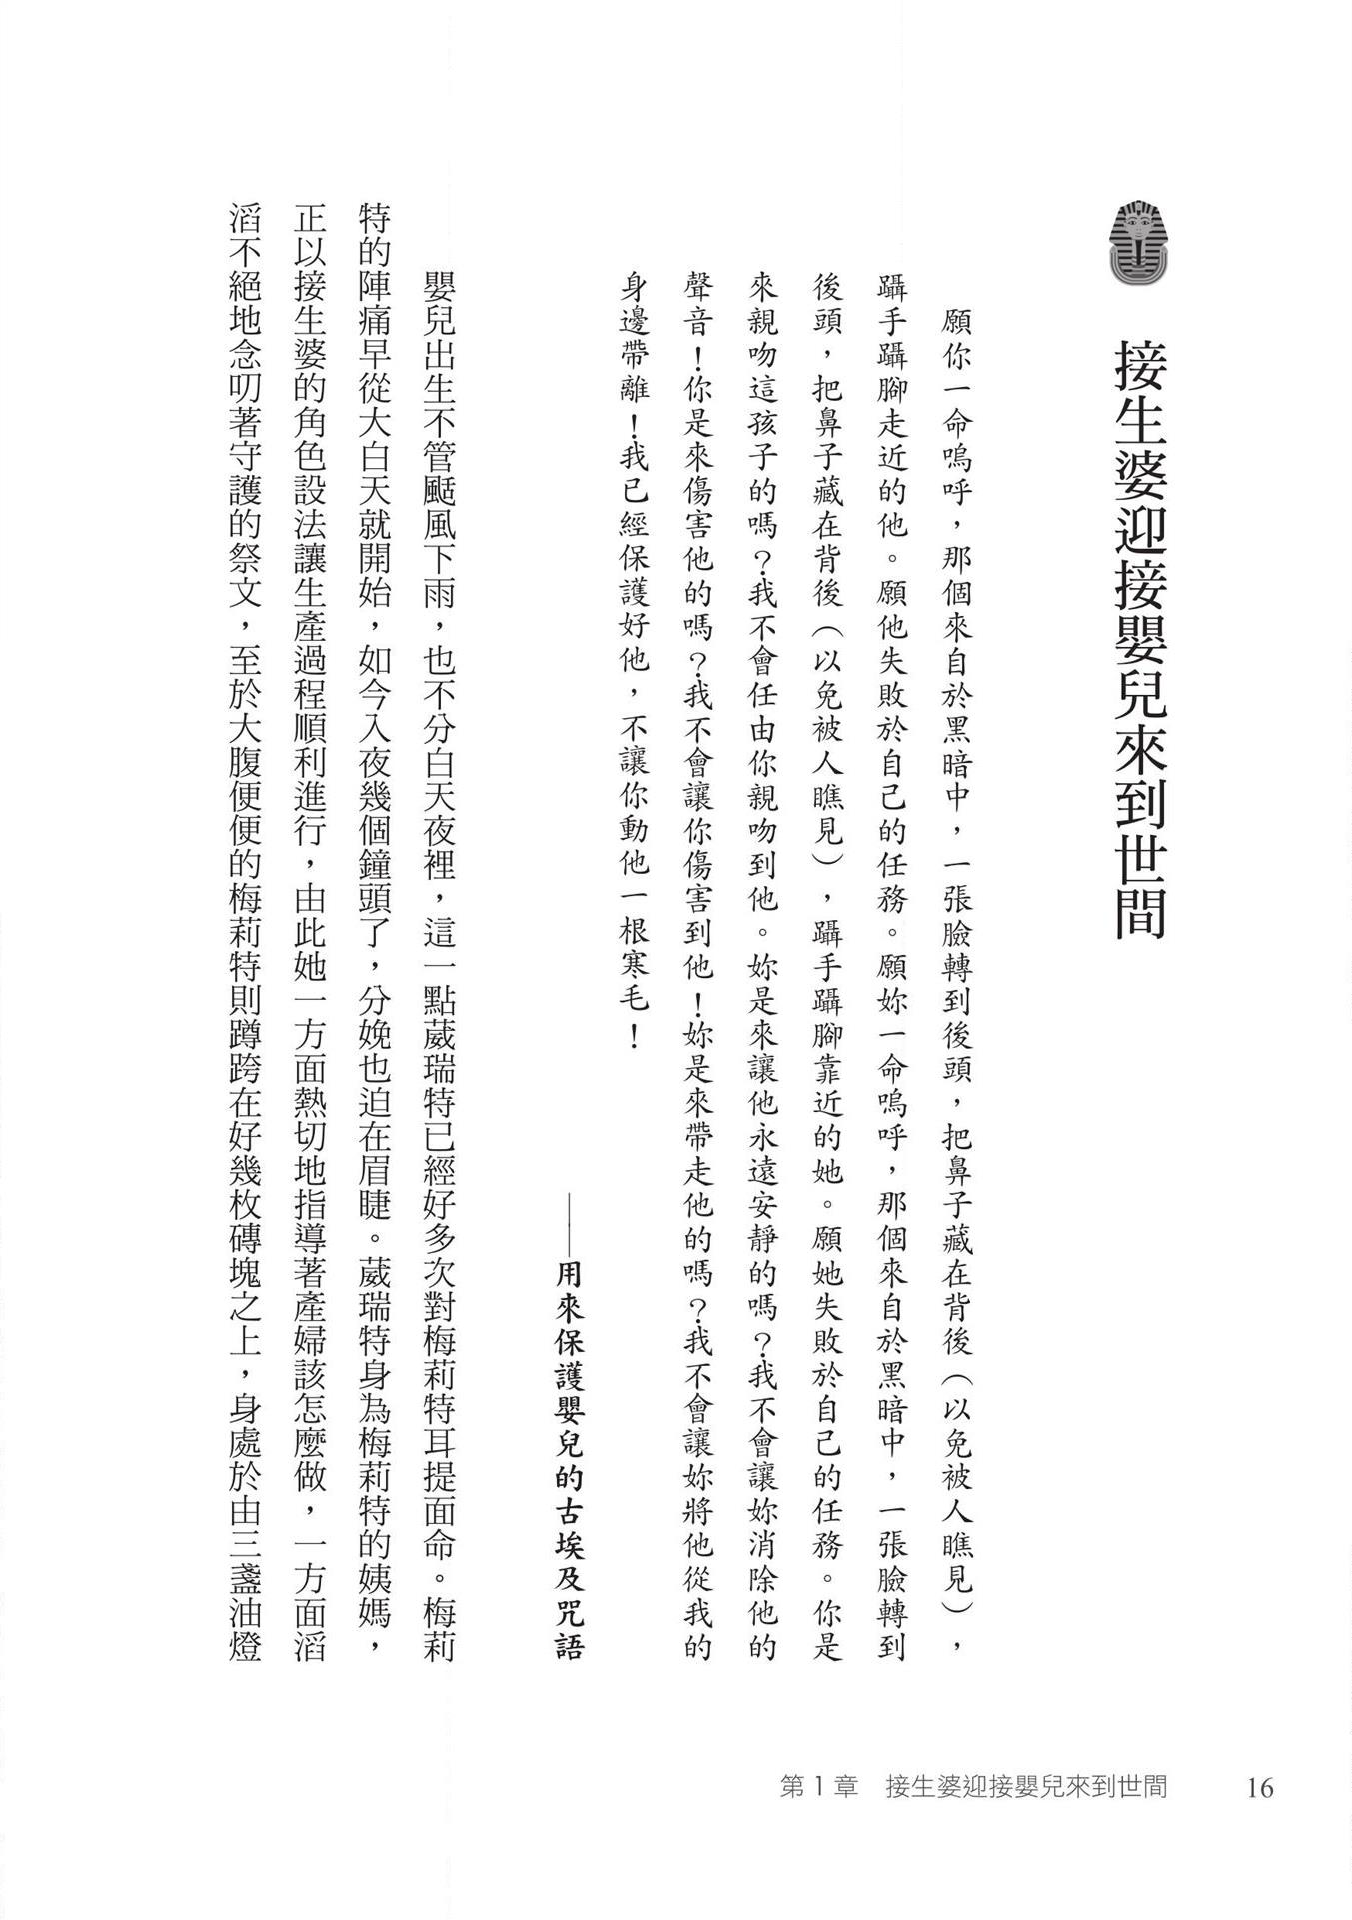 接生婆迎接嬰兒來到世間
願你一命嗚呼，那個來自於黑暗中，一張臉轉到後頭，把鼻子藏在背後（以免被人瞧見），
躡手躡腳走近的他。願他失敗於自己的任務。願妳一命嗚呼，那個來自於黑暗中，一張臉轉到
後頭，把鼻子藏在背後（以免被人瞧見），躡手躡腳靠近的她。願她失敗於自己的任務。你是
來親吻這孩子的嗎？我不會任由你親吻到他。妳是來讓他永遠安靜的嗎？我不會讓妳消除他的
聲音！你是來傷害他的嗎？我不會讓你傷害到他！妳是來帶走他的嗎？我不會讓妳將他從我的
身邊帶離！我已經保護好他，不讓你動他一根寒毛！
——用來保護嬰兒的古埃及咒語
嬰兒出生不管颳風下雨，也不分白天夜裡，這一點葳瑞特已經好多次對梅莉特耳提面命。梅莉
特的陣痛早從大白天就開始，如今入夜幾個鐘頭了，分娩也迫在眉睫。葳瑞特身為梅莉特的姨媽，
正以接生婆的角色設法讓生產過程順利進行，由此她一方面熱切地指導著產婦該怎麼做，一方面滔
滔不絕地念叨著守護的祭文，至於大腹便便的梅莉特則蹲跨在好幾枚磚塊之上，身處於由三盞油燈
第1章　接生婆迎接嬰兒來到世間
16